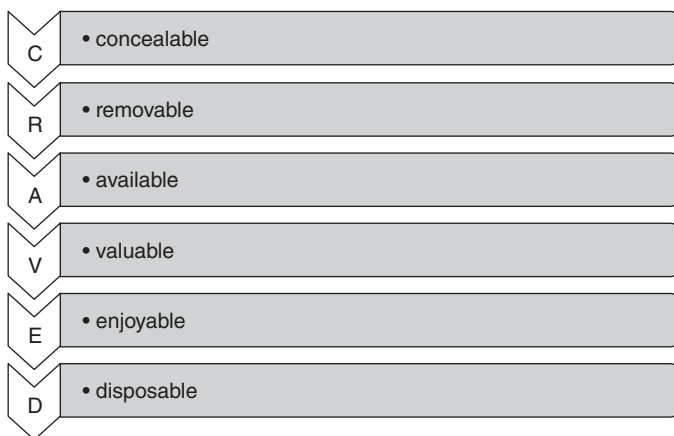 C
• concealable
R
• removable
A
• available
V
• valuable
E
• enjoyable
D
• disposable